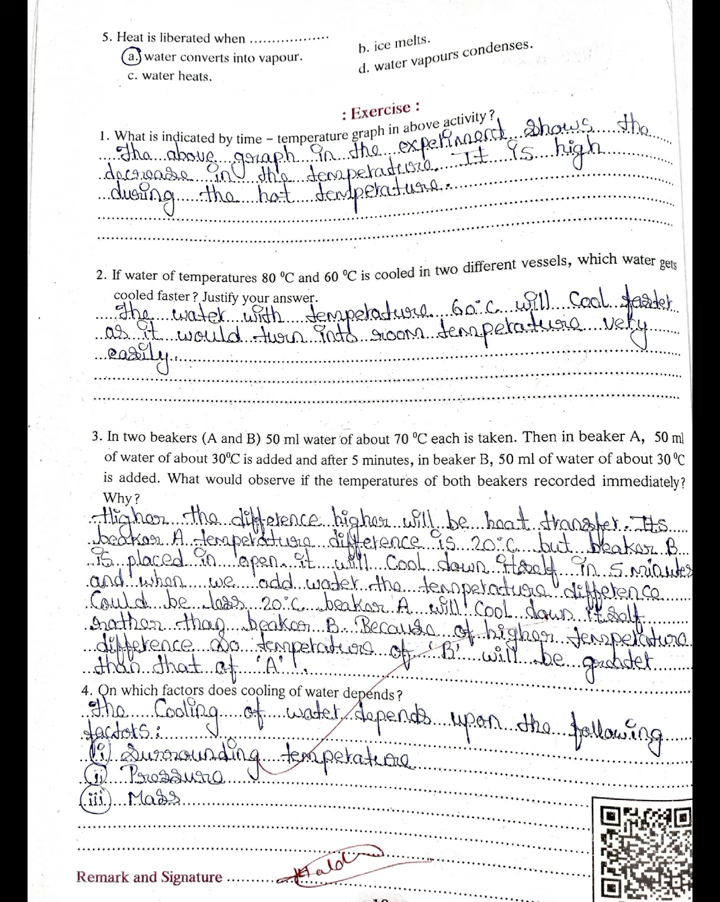 5. Heat is liberated when ..................
a. water converts into vapour.
b. ice melts.
c. water heats.
d. water vapours condenses.
: Exercise :
1. What is indicated by time – temperature graph in above activity?
The above graph in the experiment shows the
decrease in the temperature. It is high
during the hot temperature.
2. If water of temperatures 80 °C and 60 °C is cooled in two different vessels, which water gets
cooled faster? Justify your answer.
The water with temperature 60°C will Cool faster
as it would turn into room temperature very
easily.
3. In two beakers (A and B) 50 ml water of about 70 °C each is taken. Then in beaker A, 50 ml
of water of about 30°C is added and after 5 minutes, in beaker B, 50 ml of water of about 30 °C
is added. What would observe if the temperatures of both beakers recorded immediately?
Why?
Higher the difference higher will be heat transfer. Its
beaker A temperature difference is 20°C but beaker B
is placed in open. it will Cool down itself in 5 minutes
and when we add water the temperature difference
Could be less 20°C beaker A will Cool down itself
rather than beaker B. Because of higher temperature
difference so temperature of 'B' will be greater
than that of 'A'.
4. On which factors does cooling of water depends?
The Cooling of water depends upon the following
factors:
(i) Surrounding temperature
(ii) Pressure
(iii) Mass
Remark and Signature ..................